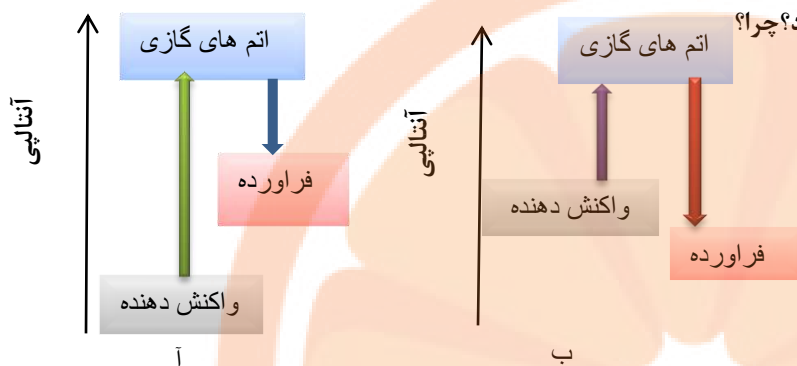 د؟چرا؟
آنتالپی
اتم های گازی
فراورده
واکنش دهنده
آ
آنتالپی
اتم های گازی
واکنش دهنده
فراورده
ب